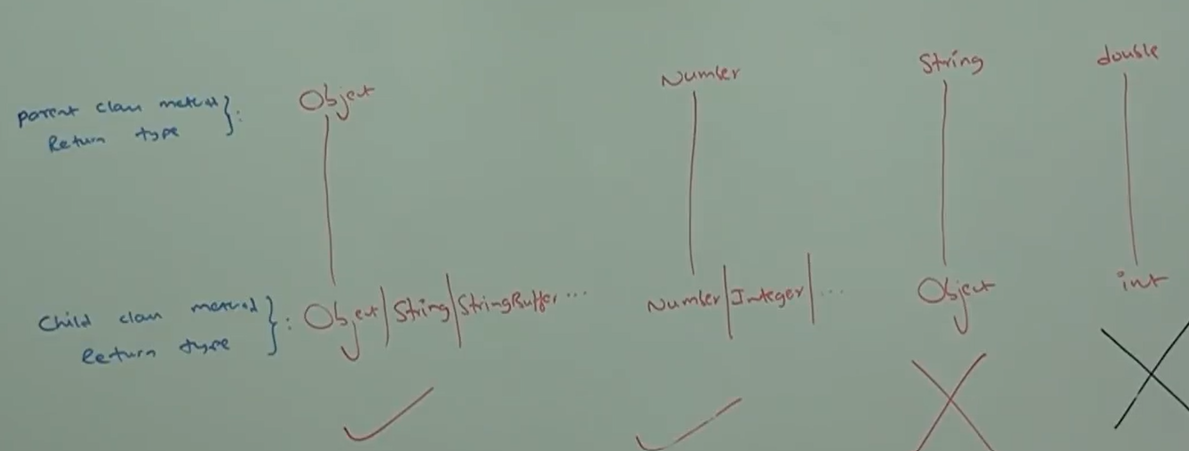 parent class method } : Object Number String double
Return type
Child class method } : Object | String | StringBuffer ... Number | Integer | ... Object int
Return type